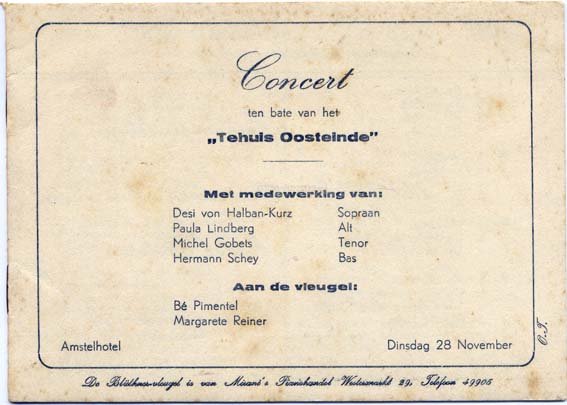 Concert
ten bate van het
„Tehuis Oosteinde”
Met medewerking van:
Desi von Halban-Kurz Sopraan
Paula Lindberg Alt
Michel Gobets Tenor
Hermann Schey Bas
Aan de vleugel:
Bé Pimentel
Margarete Reiner
Amstelhotel Dinsdag 28 November
O.T.
De Blüthner-vleugel is van Misani's Pianohandel Westermarkt 29, Telefoon 49905